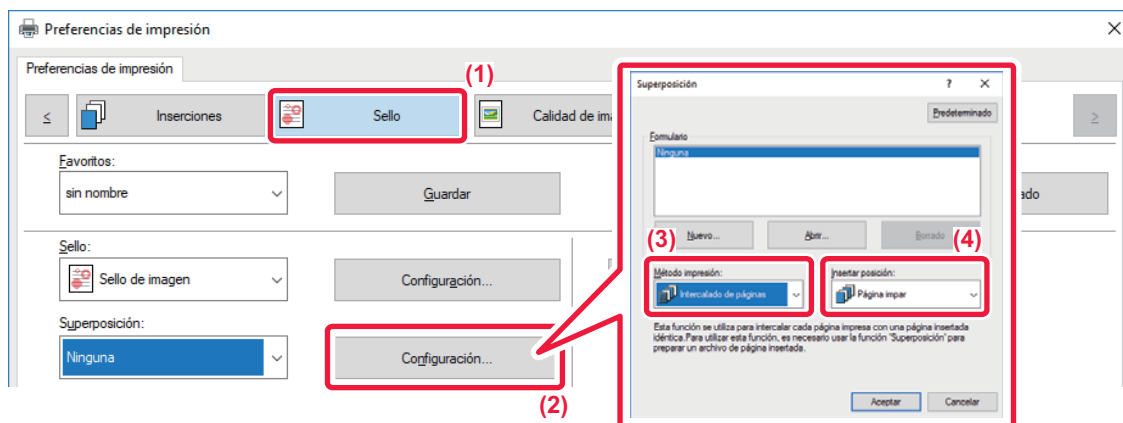 Preferencias de impresión
Preferencias de impresión
(1)
<
Inserciones
Sello
Calidad de im
>
Favoritos:
sin nombre
Guardar
ado
Sello:
Sello de imagen
Configuración...
Superposición:
Ninguna
Configuración...
(2)
Superposición
?
Predeterminado
Formulario
Ninguna
Nuevo...
Abrir...
Borrado
(3)
(4)
Método impresión:
Intercalado de páginas
Insertar posición:
Página impar
Esta función se utiliza para intercalar cada página impresa con una página insertada
idéntica.Para utilizar esta función, es necesario usar la función 'Superposición' para
preparar un archivo de página insertada.
Aceptar
Cancelar